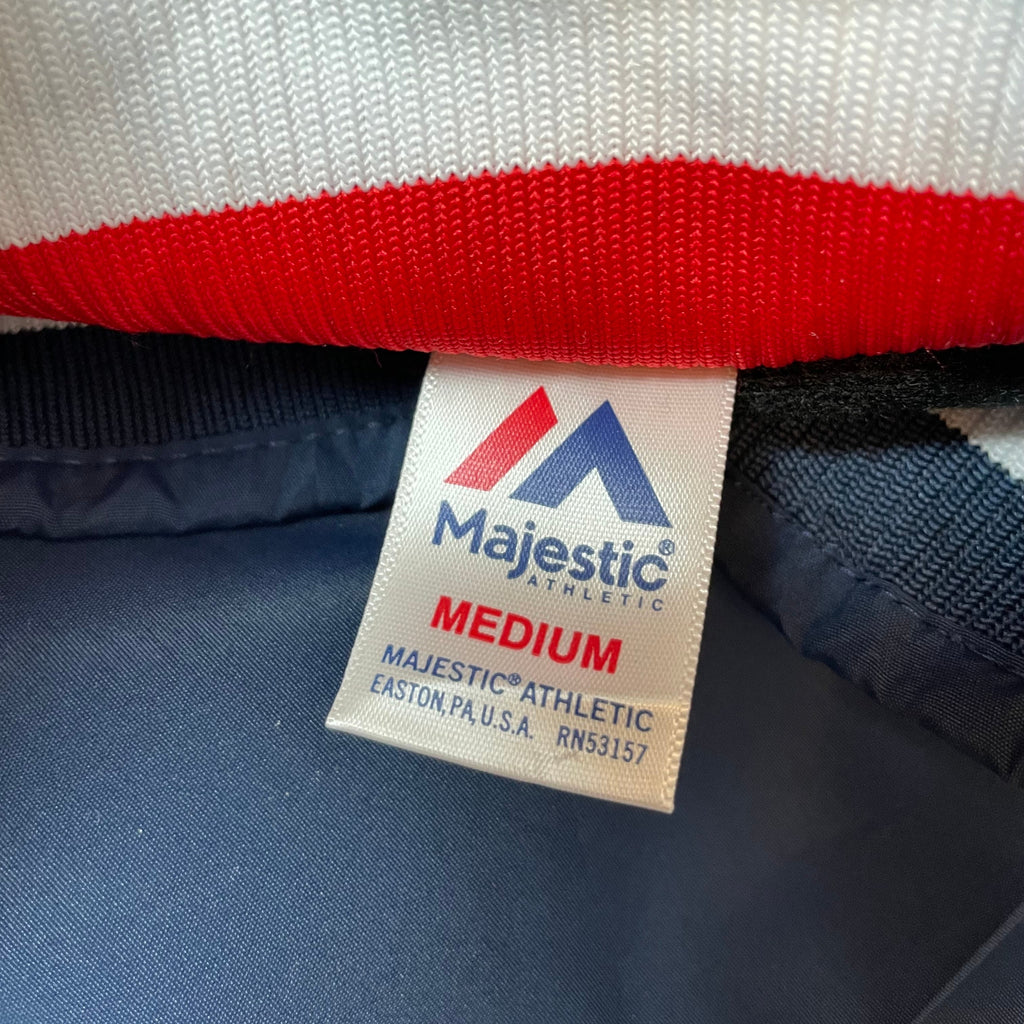 Majestic®
ATHLETIC
MEDIUM
MAJESTIC® ATHLETIC
EASTON, PA, U.S.A. RN53157